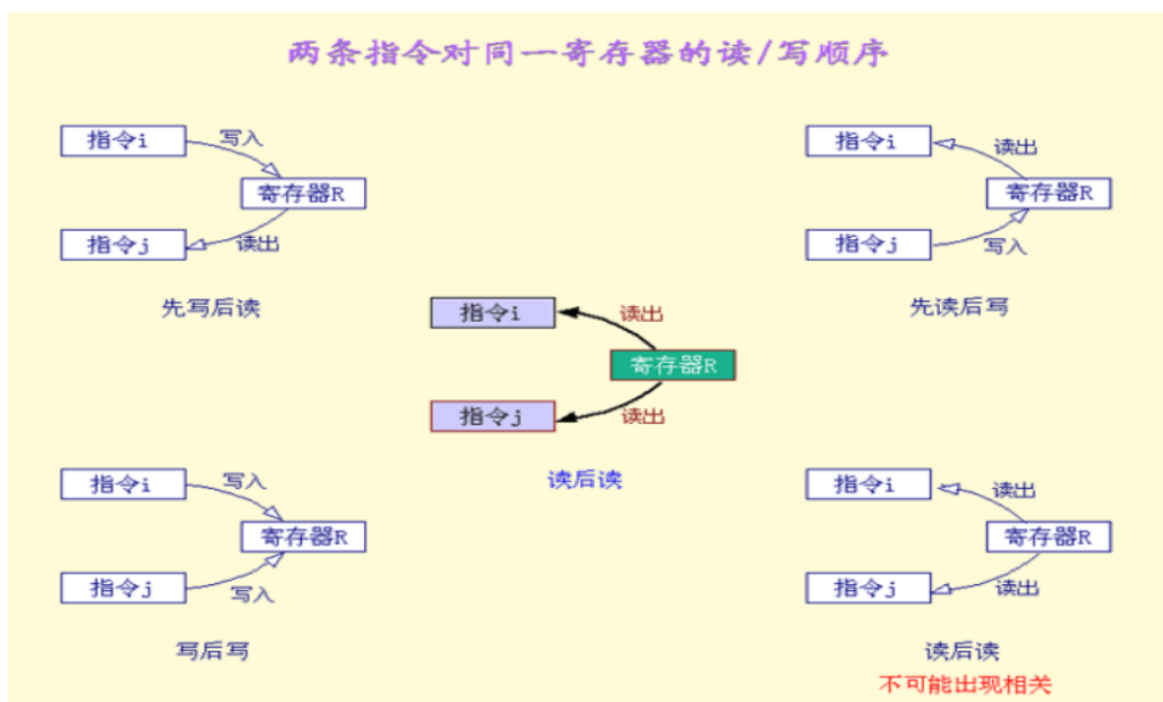 两条指令对同一寄存器的读/写顺序
指令i
写入
寄存器R
指令j
读出
先写后读
指令i
读出
寄存器R
指令j
写入
先读后写
指令i
读出
寄存器R
指令j
读出
读后读
指令i
写入
寄存器R
指令j
写入
写后写
指令i
读出
寄存器R
指令j
读出
读后读
不可能出现相关